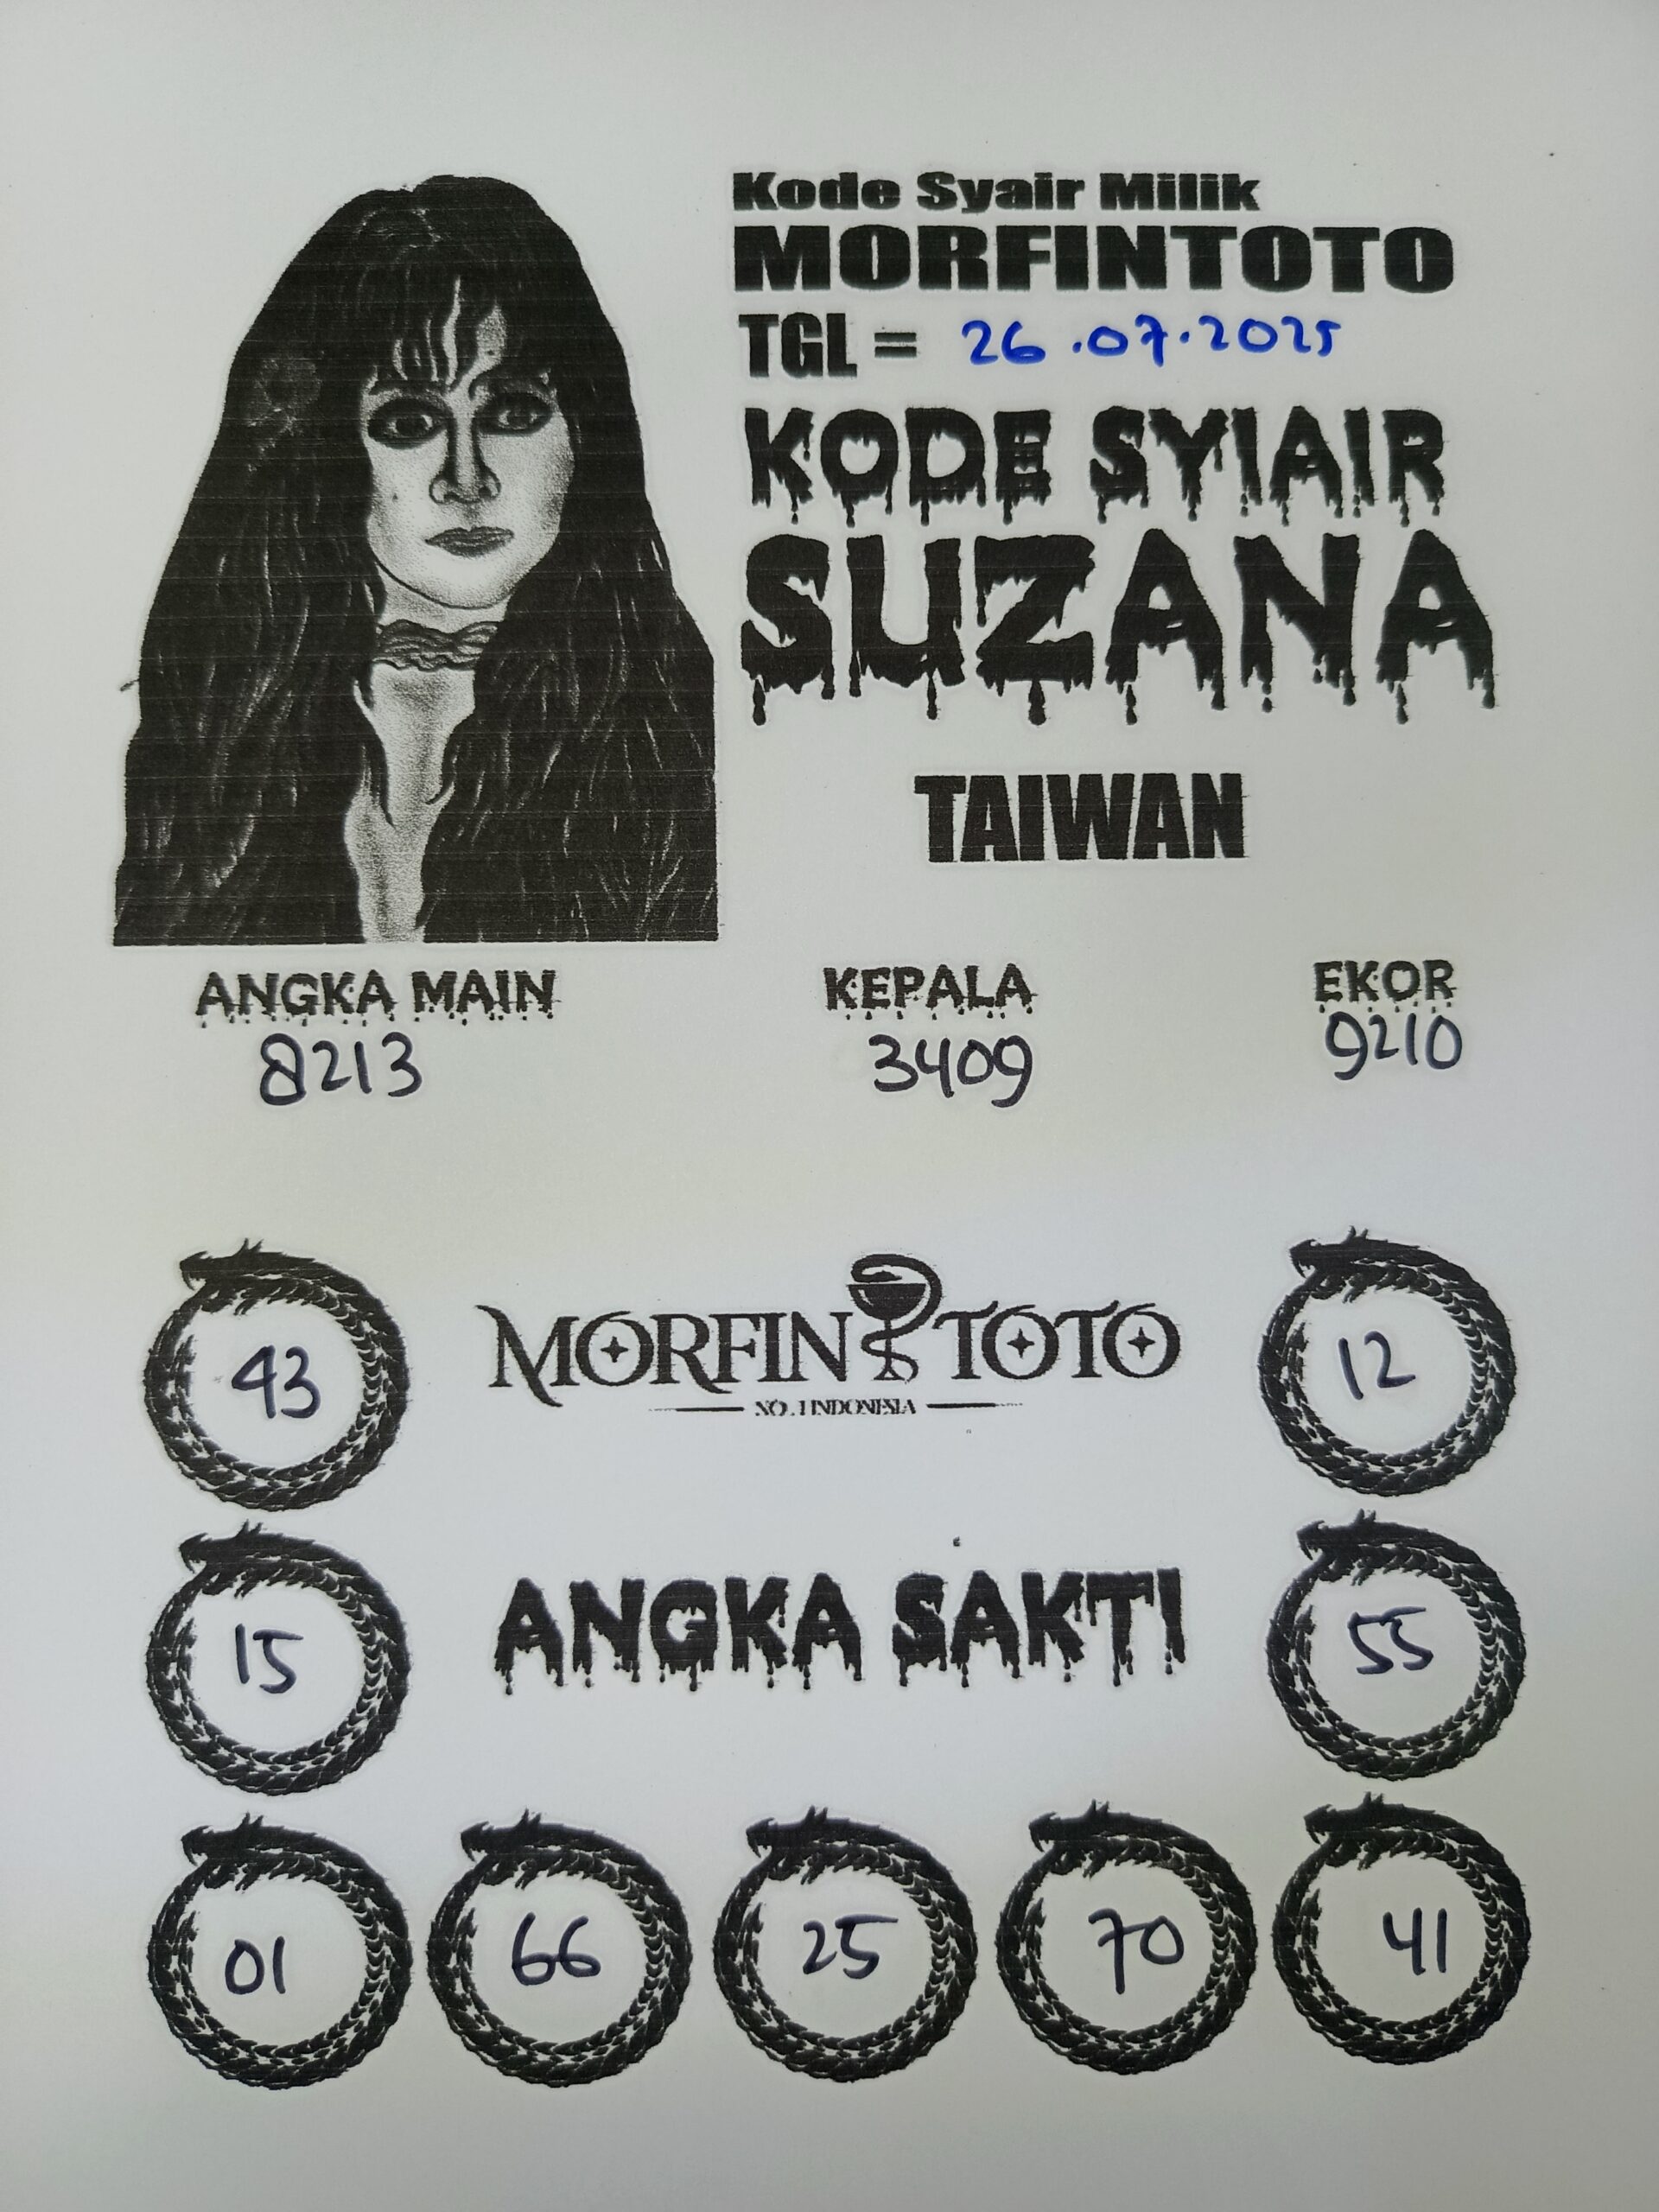 Kode Syair Milik
MORFINTOTO
TGL = 26.07.2025
KODE SYIAIR
SUZANA
TAIWAN
ANGKA MAIN KEPALA EKOR
8213 3409 9210
43 MORFIN TOTO 12
NO.1 INDONESIA
15 ANGKA SAKTI 55
01 66 25 70 41